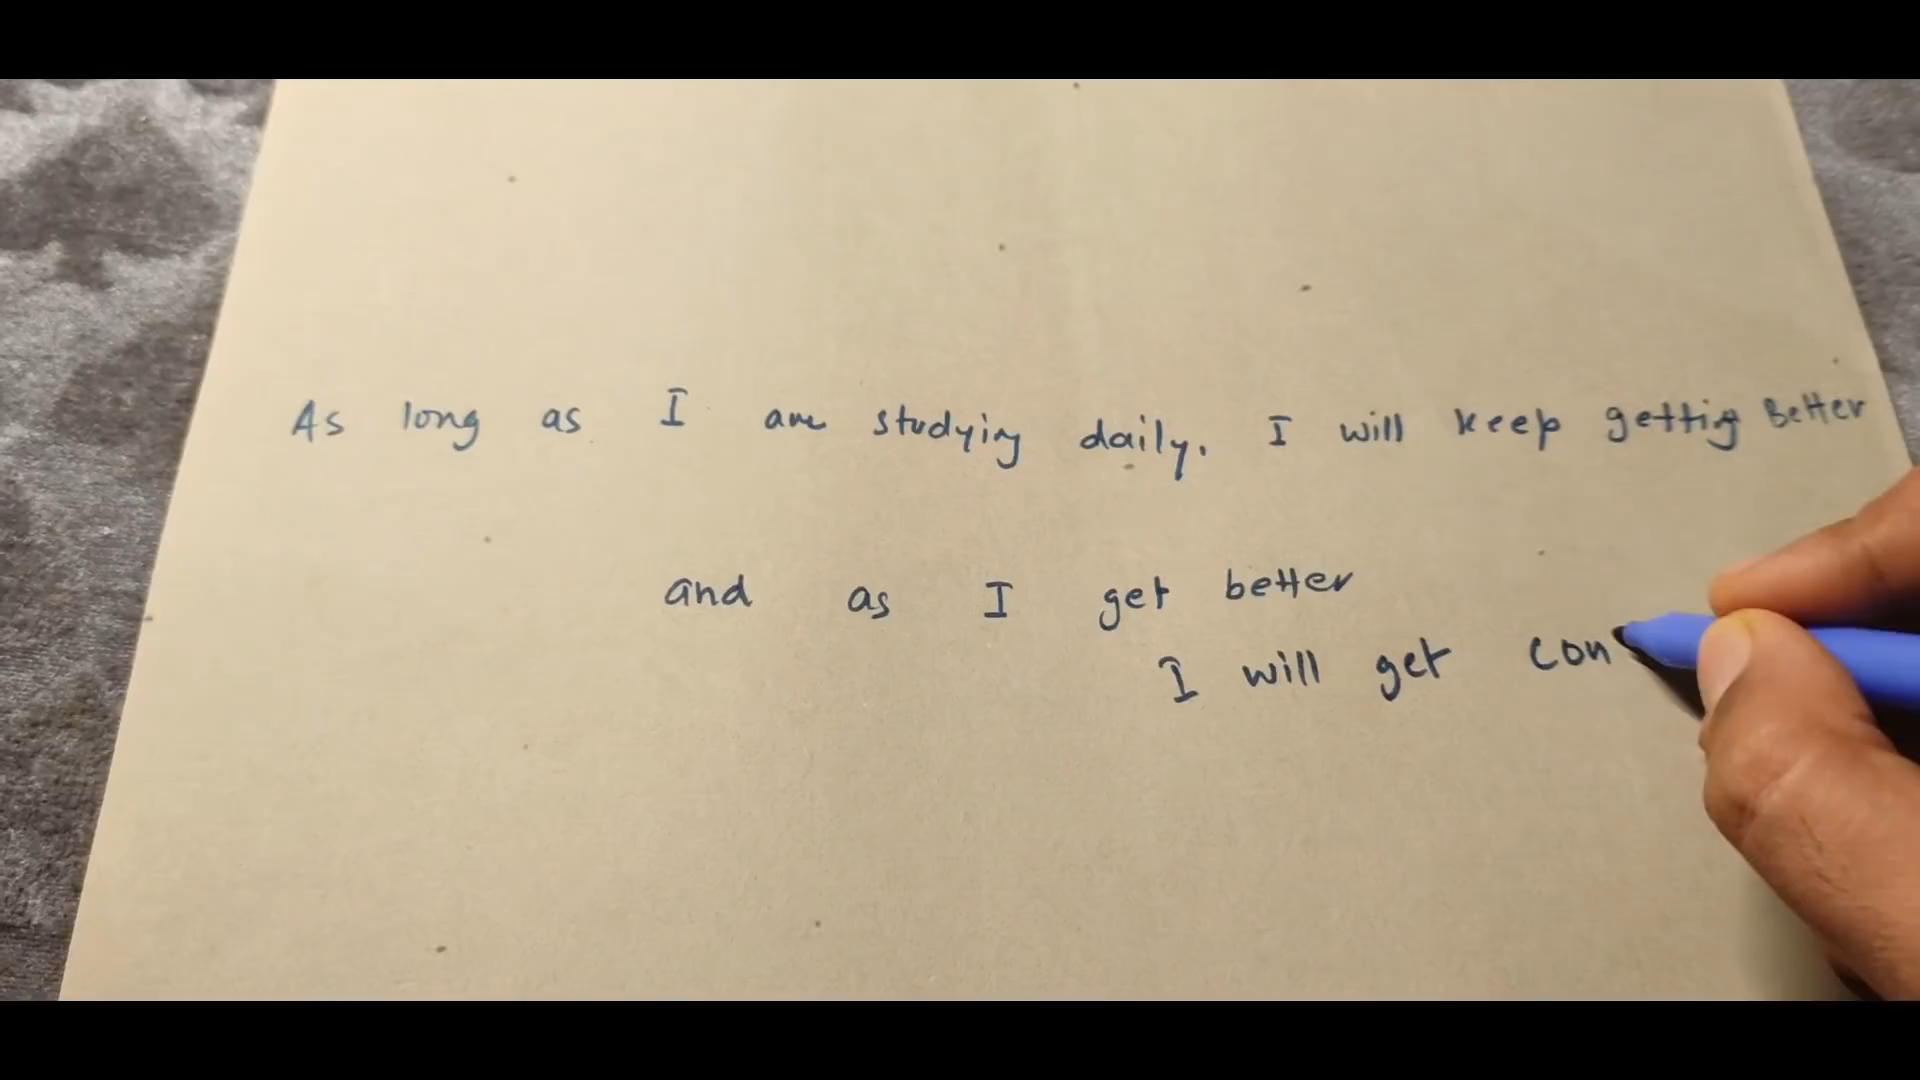 As long as I am studying daily. I will keep getting Better
and as I get better
I will get con